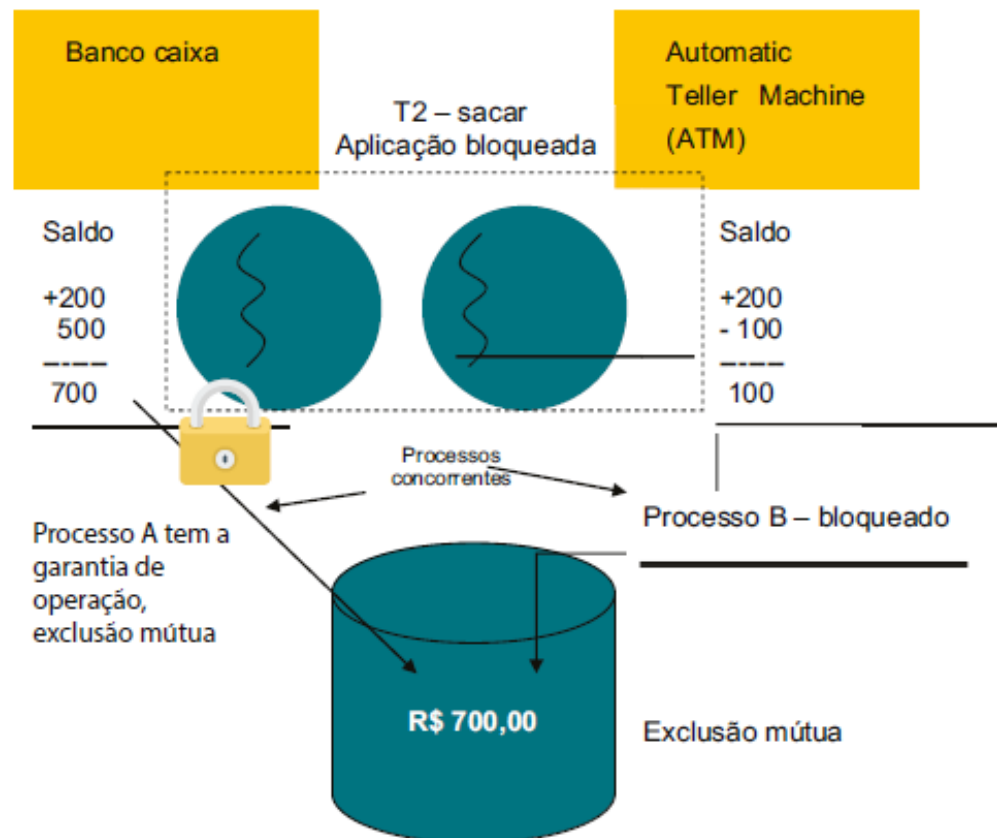 Banco caixa
Automatic
Teller Machine
(ATM)
T2 – sacar
Aplicação bloqueada
Saldo
+200
500
-----
700
Saldo
+200
- 100
-----
100
Processos
concorrentes
Processo A tem a
garantia de
operação,
exclusão mútua
Processo B – bloqueado
R$ 700,00
Exclusão mútua